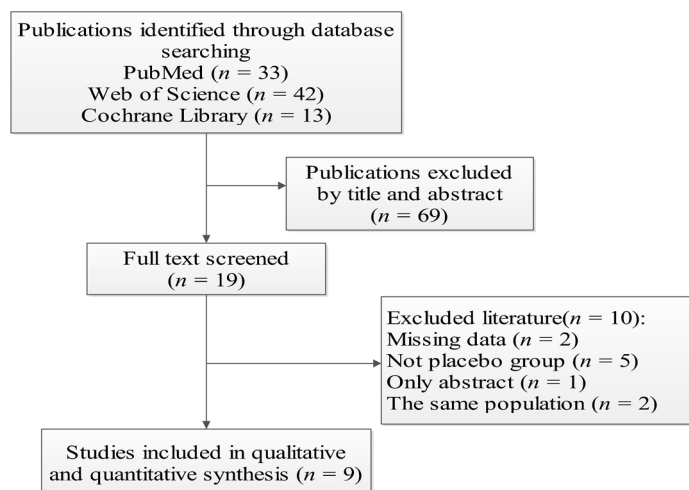 Publications identified through database
searching
PubMed (n = 33)
Web of Science (n = 42)
Cochrane Library (n = 13)
Publications excluded
by title and abstract
(n = 69)
Full text screened
(n = 19)
Excluded literature(n = 10):
Missing data (n = 2)
Not placebo group (n = 5)
Only abstract (n = 1)
The same population (n = 2)
Studies included in qualitative
and quantitative synthesis (n = 9)